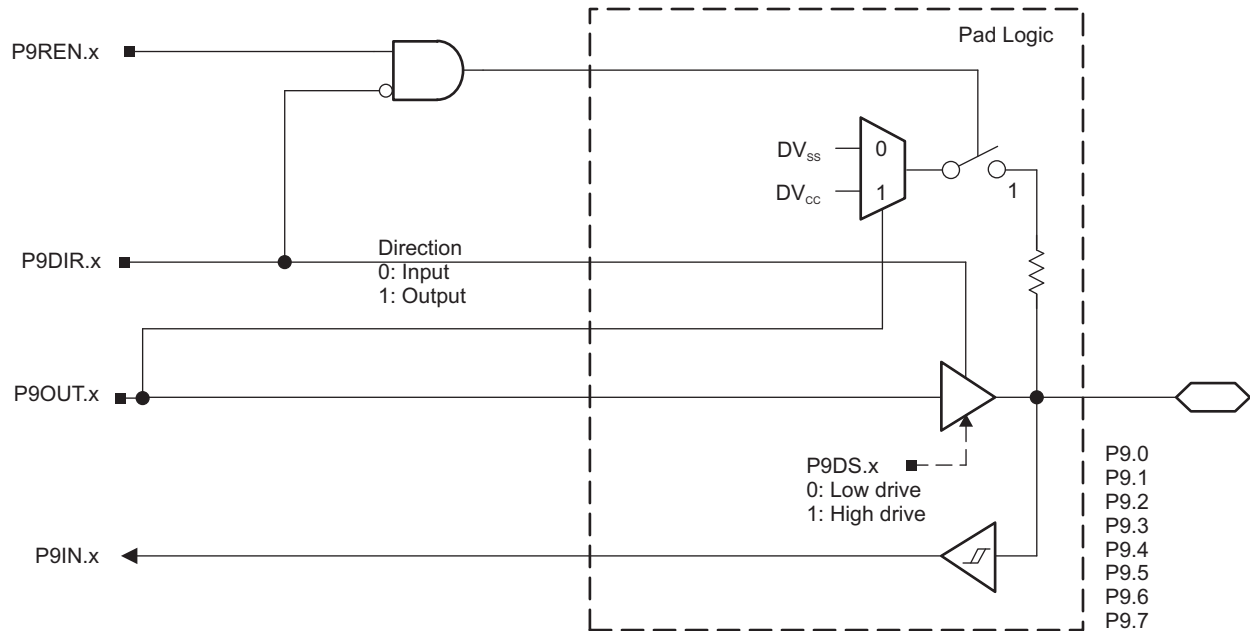 Pad Logic
P9REN.x
DVSS
0
DVCC
1
1
P9DIR.x
Direction
0: Input
1: Output
P9OUT.x
P9DS.x
0: Low drive
1: High drive
P9IN.x
P9.0
P9.1
P9.2
P9.3
P9.4
P9.5
P9.6
P9.7